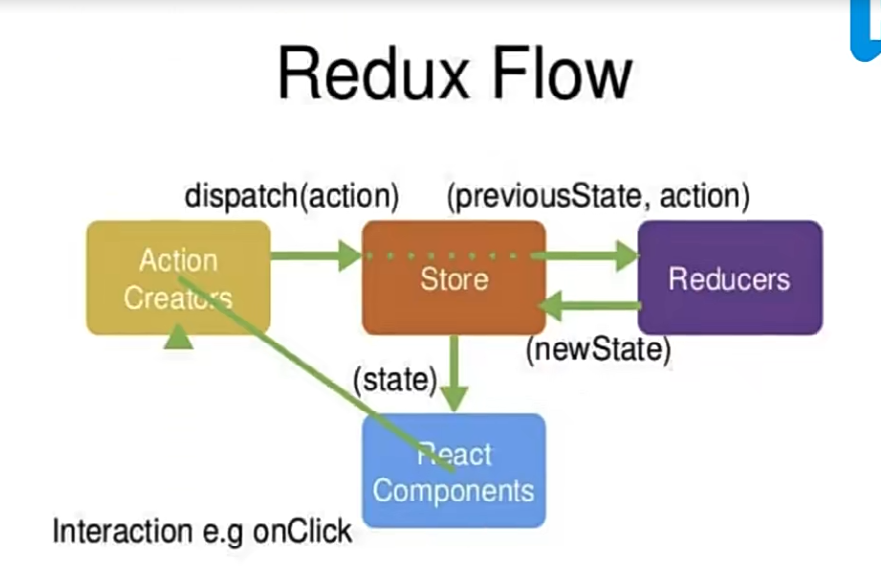 Redux Flow
dispatch(action)
(previousState, action)
Action
Creators
Store
Reducers
(newState)
(state)
React
Components
Interaction e.g onClick